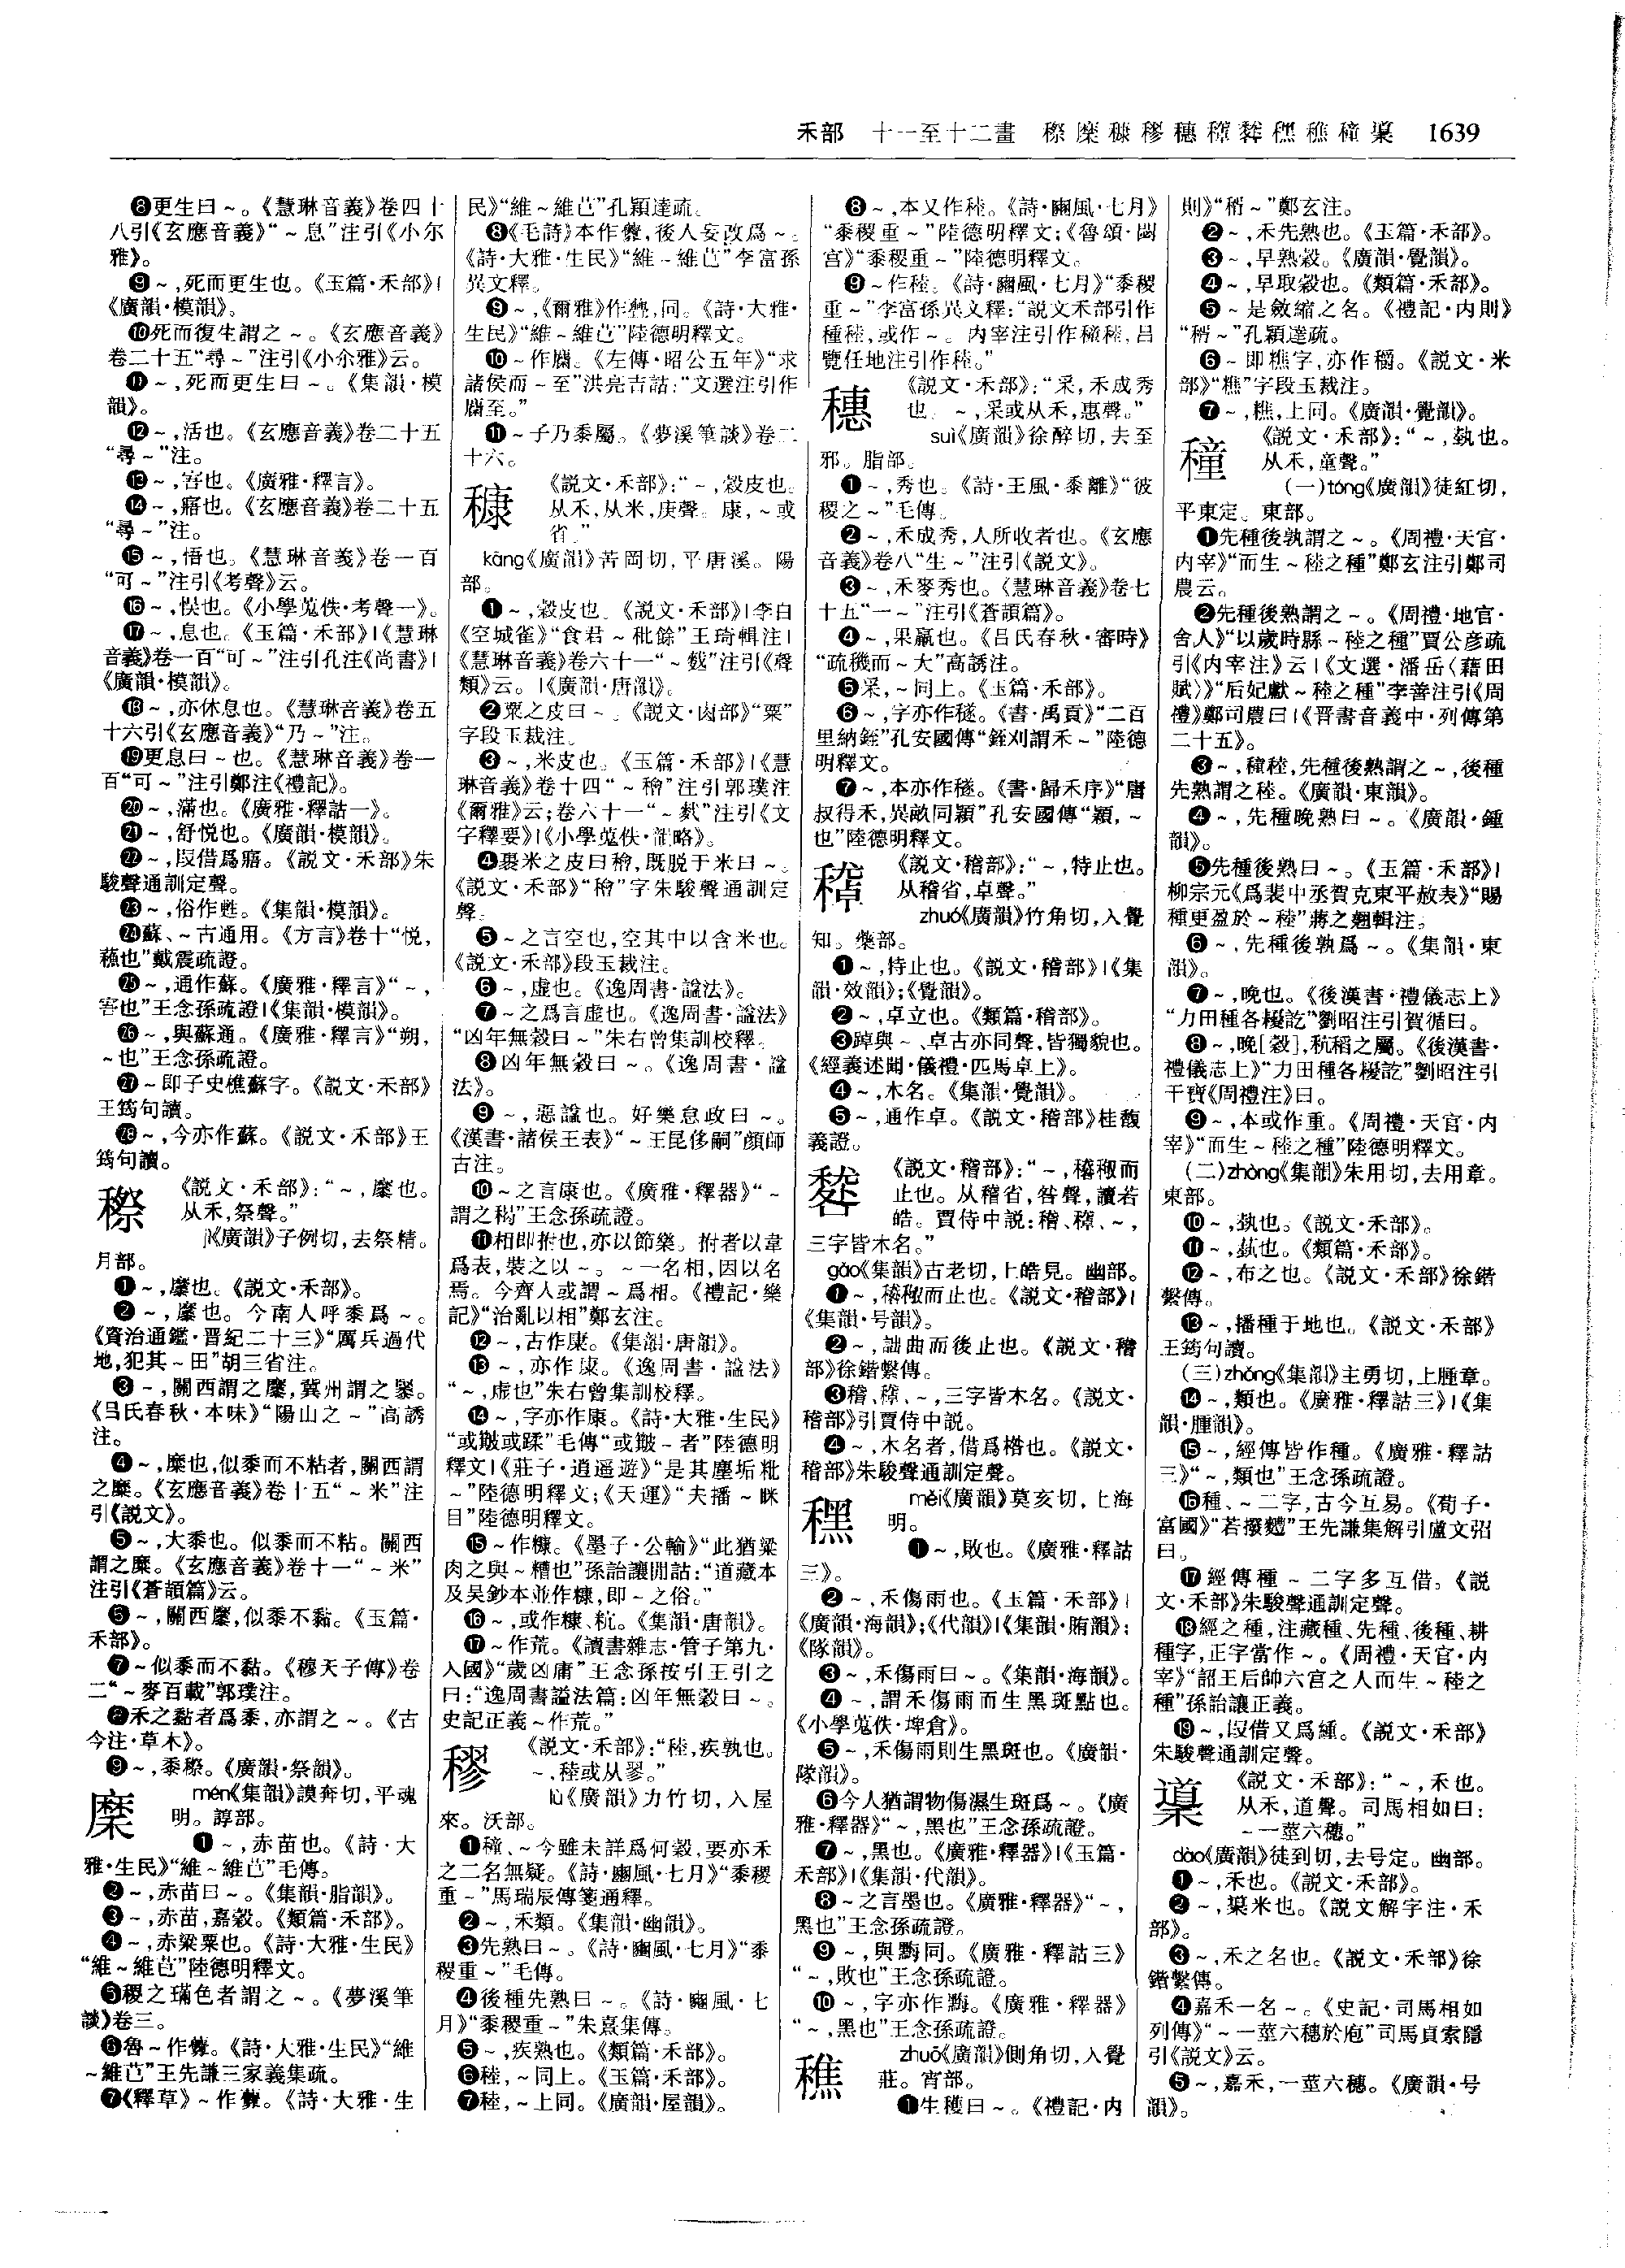 禾部　十一至十二畫　穄穈穅穋穗䅵𥡴䆀穛穜䆃　1639
❽更生曰～。《慧琳音義》卷四十
八引《玄應音義》“～息”注引《小尔
雅》。
❾～,死而更生也。《玉篇·禾部》|
《廣韻·模韻》。
❿死而復生謂之～。《玄應音義》
卷二十五“尋～”注引《小尒雅》云。
⓫～,死而更生曰～。《集韻·模
韻》。
⓬～,活也。《玄應音義》卷二十五
“尋～”注。
⓭～,寤也。《廣雅·釋言》。
⓮～,寤也。《玄應音義》卷二十五
“尋～”注。
⓯～,悟也。《慧琳音義》卷一百
“可～”注引《考聲》云。
⓰～,悮也。《小學蒐佚·考聲一》。
⓱～,息也。《玉篇·禾部》|《慧琳
音義》卷一百“可～”注引孔注《尚書》|
《廣韻·模韻》。
⓲～,亦休息也。《慧琳音義》卷五
十六引《玄應音義》“乃～”注。
⓳更息曰～也。《慧琳音義》卷一
百“可～”注引鄭注《禮記》。
⓴～,滿也。《廣雅·釋詁一》。
㉑～,舒悦也。《廣韻·模韻》。
㉒～,叚借爲寤。《説文·禾部》朱
駿聲通訓定聲。
㉓～,俗作甦。《集韻·模韻》。
㉔蘇、～古通用。《方言》卷十“悦,
蘓也”戴震疏證。
㉕～,通作蘇。《廣雅·釋言》“～,
寤也”王念孫疏證|《集韻·模韻》。
㉖～,與蘇通。《廣雅·釋言》“朔,
～也”王念孫疏證。
㉗～即子史樵蘇字。《説文·禾部》
王筠句讀。
㉘～,今亦作蘇。《説文·禾部》王
筠句讀。
穄　《説文·禾部》:“～,穈也。
从禾,祭聲。”
jì《廣韻》子例切,去祭精。
月部。
❶～,穈也。《説文·禾部》。
❷～,穈也。今南人呼黍爲～。
《資治通鑑·晋紀二十三》“厲兵過代
地,犯其～田”胡三省注。
❸～,關西謂之穈,冀州謂之䅣。
《吕氏春秋·本味》“陽山之～”高誘
注。
❹～,穈也,似黍而不粘者,關西謂
之穈。《玄應音義》卷十五“～米”注
引《説文》。
❺～,大黍也。似黍而不粘。關西
謂之穈。《玄應音義》卷十一“～米”
注引《蒼頡篇》云。
❻～,關西穈,似黍不黏。《玉篇·
禾部》。
❼～似黍而不黏。《穆天子傳》卷
二“～麥百載”郭璞注。
❽禾之黏者爲黍,亦謂之～。《古
今注·草木》。
❾～,黍穄。《廣韻·祭韻》。
穈　mén《集韻》謨奔切,平魂
明。諄部。
❶～,赤苗也。《詩·大
雅·生民》“維～維芑”毛傳。
❷～,赤苗曰～。《集韻·脂韻》。
❸～,赤苗,嘉穀。《類篇·禾部》。
❹～,赤粱粟也。《詩·大雅·生民》
“維～維芑”陸德明釋文。
❺稷之璊色者謂之～。《夢溪筆
談》卷三。
❻魯～作虋。《詩·大雅·生民》“維
～維芑”王先謙三家義集疏。
❼《釋草》～作虋。《詩·大雅·生
民》“維～維芑”孔穎達疏。
❽《毛詩》本作虋,後人妄改爲～。
《詩·大雅·生民》“維～維芑”李富孫
異文釋。
❾～,《爾雅》作虋,同。《詩·大雅·
生民》“維～維芑”陸德明釋文。
❿～作麕。《左傳·昭公五年》“求
諸侯而～至”洪亮吉詁:“文選注引作
麕至。”
⓫～子乃黍屬。《夢溪筆談》卷二
十六。
穅　《説文·禾部》:“～,穀皮也。
从禾,从米,庚聲。康,～或
省。”
kāng《廣韻》苦岡切,平唐溪。陽
部。
❶～,穀皮也。《説文·禾部》|李白
《空城雀》“食君～秕餘”王琦輯注|
《慧琳音義》卷六十一“～麧”注引《聲
類》云。|《廣韻·唐韻》。
❷粟之皮曰～。《説文·鹵部》“粟”
字段玉裁注。
❸～,米皮也。《玉篇·禾部》|《慧
琳音義》卷十四“～䅖”注引郭璞注
《爾雅》云;卷六十一“～麩”注引《文
字釋要》|《小學蒐佚·韻略》。
❹裹米之皮曰䅖,既脱于米曰～。
《説文·禾部》“䅖”字朱駿聲通訓定
聲。
❺～之言空也,空其中以含米也。
《説文·禾部》段玉裁注。
❻～,虚也。《逸周書·謚法》。
❼～之爲言虚也。《逸周書·謚法》
“凶年無穀曰～”朱右曾集訓校釋。
❽凶年無穀曰～。《逸周書·謚
法》。
❾～,惡謚也。好樂怠政曰～。
《漢書·諸侯王表》“～王昆侈嗣”顔師
古注。
❿～之言康也。《廣雅·釋器》“～
謂之䅥”王念孫疏證。
⓫相即拊也,亦以節樂。拊者以韋
爲表,裝之以～。～一名相,因以名
焉。今齊人或謂～爲相。《禮記·樂
記》“治亂以相”鄭玄注。
⓬～,古作康。《集韻·唐韻》。
⓭～,亦作㝩。《逸周書·謚法》
“～,虚也”朱右曾集訓校釋。
⓮～,字亦作康。《詩·大雅·生民》
“或簸或蹂”毛傳“或簸～者”陸德明
釋文|《莊子·逍遥遊》“是其塵垢粃
～”陸德明釋文;《天運》“夫播～眯
目”陸德明釋文。
⓯～作糠。《墨子·公輸》“此猶粱
肉之與～糟也”孫詒讓閒詁:“道藏本
及吴鈔本並作糠,即～之俗。”
⓰～,或作糠、粇。《集韻·唐韻》。
⓱～作荒。《讀書雜志·管子第九·
入國》“歲凶庸”王念孫按引王引之
曰:“逸周書謚法篇:凶年無穀曰～。
史記正義～作荒。”
穋　《説文·禾部》:“稑,疾孰也。
～,稑或从翏。”
lù《廣韻》力竹切,入屋
來。沃部。
❶穜、～今雖未詳爲何穀,要亦禾
之二名無疑。《詩·豳風·七月》“黍稷
重～”馬瑞辰傳箋通釋。
❷～,禾類。《集韻·幽韻》。
❸先熟曰～。《詩·豳風·七月》“黍
稷重～”毛傳。
❹後種先熟曰～。《詩·豳風·七
月》“黍稷重～”朱熹集傳。
❺～,疾熟也。《類篇·禾部》。
❻稑,～同上。《玉篇·禾部》。
❼稑,～上同。《廣韻·屋韻》。
❽～,本又作稑。《詩·豳風·七月》
“黍稷重～”陸德明釋文;《魯頌·閟
宫》“黍稷重～”陸德明釋文。
❾～作稑。《詩·豳風·七月》“黍稷
重～”李富孫異文釋:“説文禾部引作
種稑,或作～。内宰注引作穜稑,吕
覽任地注引作稑。”
穗　《説文·禾部》:“采,禾成秀
也。～,采或从禾,惠聲。”
suì《廣韻》徐醉切,去至
邪。脂部。
❶～,秀也。《詩·王風·黍離》“彼
稷之～”毛傳。
❷～,禾成秀,人所收者也。《玄應
音義》卷八“生～”注引《説文》。
❸～,禾麥秀也。《慧琳音義》卷七
十五“一～”注引《蒼頡篇》。
❹～,果臝也。《吕氏春秋·審時》
“疏穖而～大”高誘注。
❺采,～同上。《玉篇·禾部》。
❻～,字亦作穟。《書·禹貢》“二百
里納銍”孔安國傳“銍刈謂禾～”陸德
明釋文。
❼～,本亦作穟。《書·歸禾序》“唐
叔得禾,異畝同穎”孔安國傳“穎,～
也”陸德明釋文。
䅵　《説文·稽部》:“～,特止也。
从稽省,卓聲。”
zhuó《廣韻》竹角切,入覺
知。藥部。
❶～,特止也。《説文·稽部》|《集
韻·效韻》;《覺韻》。
❷～,卓立也。《類篇·稽部》。
❸踔與～、卓古亦同聲,皆獨貌也。
《經義述聞·儀禮·匹馬卓上》。
❹～,木名。《集韻·覺韻》。
❺～,通作卓。《説文·稽部》桂馥
義證。
𥡴　《説文·稽部》:“～,𥠻䅩而
止也。从稽省,咎聲,讀若
皓。賈侍中説:稽、䅵、～,
三字皆木名。”
gǎo《集韻》古老切,上皓見。幽部。
❶～,𥠻䅩而止也。《説文·稽部》|
《集韻·号韻》。
❷～,詘曲而後止也。《説文·稽
部》徐鍇繫傳。
❸稽、䅵、～,三字皆木名。《説文·
稽部》引賈侍中説。
❹～,木名者,借爲榰也。《説文·
稽部》朱駿聲通訓定聲。
䆀　měi《廣韻》莫亥切,上海
明。
❶～,敗也。《廣雅·釋詁
三》。
❷～,禾傷雨也。《玉篇·禾部》|
《廣韻·海韻》;《代韻》|《集韻·賄韻》;
《隊韻》。
❸～,禾傷雨曰～。《集韻·海韻》。
❹～,謂禾傷雨而生黑斑點也。
《小學蒐佚·埤倉》。
❺～,禾傷雨則生黑斑也。《廣韻·
隊韻》。
❻今人猶謂物傷濕生斑爲～。《廣
雅·釋器》“～,黑也”王念孫疏證。
❼～,黑也。《廣雅·釋器》|《玉篇·
禾部》|《集韻·代韻》。
❽～之言墨也。《廣雅·釋器》“～,
黑也”王念孫疏證。
❾～,與黣同。《廣雅·釋詁三》
“～,敗也”王念孫疏證。
❿～,字亦作黣。《廣雅·釋器》
“～,黑也”王念孫疏證。
穛　zhuō《廣韻》側角切,入覺
莊。宵部。
❶生穫曰～。《禮記·内
則》“稰～”鄭玄注。
❷～,禾先熟也。《玉篇·禾部》。
❸～,早熟穀。《廣韻·覺韻》。
❹～,早取穀也。《類篇·禾部》。
❺～是斂縮之名。《禮記·内則》
“稰～”孔穎達疏。
❻～即糕字,亦作穱。《説文·米
部》“糕”字段玉裁注。
❼～,糕,上同。《廣韻·覺韻》。
穜　《説文·禾部》:“～,埶也。
从禾,童聲。”
(一)tóng《廣韻》徒紅切,
平東定。東部。
❶先種後孰謂之～。《周禮·天官·
内宰》“而生～稑之種”鄭玄注引鄭司
農云。
❷先種後熟謂之～。《周禮·地官·
舍人》“以歲時縣～稑之種”賈公彦疏
引《内宰注》云|《文選·潘岳〈藉田
賦〉》“后妃獻～稑之種”李善注引《周
禮》鄭司農曰|《晋書音義中·列傳第
二十五》。
❸～,穜稑,先種後熟謂之～,後種
先熟謂之稑。《廣韻·東韻》。
❹～,先種晚熟曰～。《廣韻·鍾
韻》。
❺先種後熟曰～。《玉篇·禾部》|
柳宗元《爲裴中丞賀克東平赦表》“賜
種更盈於～稑”蔣之翹輯注。
❻～,先種後孰爲～。《集韻·東
韻》。
❼～,晚也。《後漢書·禮儀志上》
“力田種各耰訖”劉昭注引賀循曰。
❽～,晚[穀],秔稻之屬。《後漢書·
禮儀志上》“力田種各耰訖”劉昭注引
干寶《周禮注》曰。
❾～,本或作重。《周禮·天官·内
宰》“而生～稑之種”陸德明釋文。
(二)zhòng《集韻》朱用切,去用章。
東部。
❿～,埶也。《説文·禾部》。
⓫～,蓺也。《類篇·禾部》。
⓬～,布之也。《説文·禾部》徐鍇
繫傳。
⓭～,播種于地也。《説文·禾部》
王筠句讀。
(三)zhǒng《集韻》主勇切,上腫章。
⓮～,類也。《廣雅·釋詁三》|《集
韻·腫韻》。
⓯～,經傳皆作種。《廣雅·釋詁
三》“～,類也”王念孫疏證。
⓰種、～二字,古今互易。《荀子·
富國》“若撥麷”王先謙集解引盧文弨
曰。
⓱經傳種～二字多互借。《説
文·禾部》朱駿聲通訓定聲。
⓲經之種,注藏種、先種、後種、耕
種字,正字當作～。《周禮·天官·内
宰》“詔王后帥六宫之人而生～稑之
種”孫詒讓正義。
⓳～,叚借又爲緟。《説文·禾部》
朱駿聲通訓定聲。
䆃　《説文·禾部》:“～,禾也。
从禾,道聲。司馬相如曰:
～一莖六穗。”
dào《廣韻》徒到切,去号定。幽部。
❶～,禾也。《説文·禾部》。
❷～,䆃米也。《説文解字注·禾
部》。
❸～,禾之名也。《説文·禾部》徐
鍇繫傳。
❹嘉禾一名～。《史記·司馬相如
列傳》“～一莖六穗於庖”司馬貞索隱
引《説文》云。
❺～,嘉禾,一莖六穗。《廣韻·号
韻》。